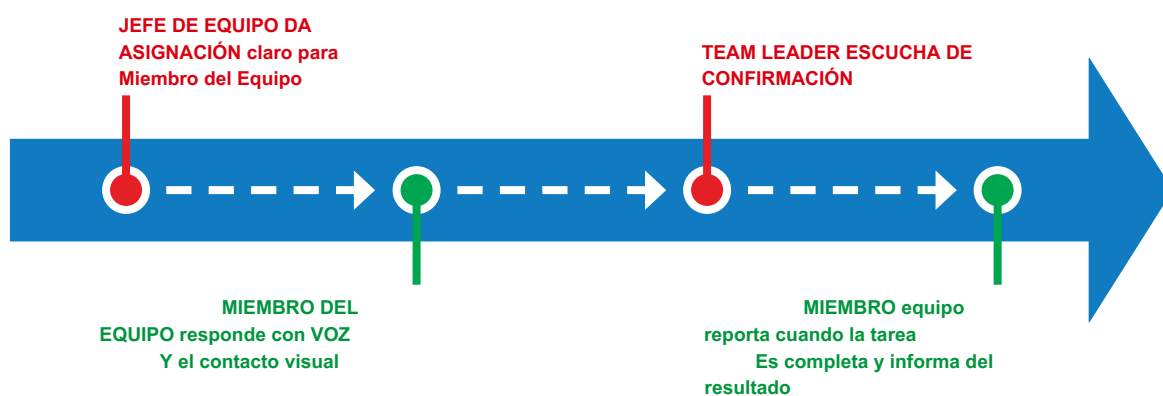 JEFE DE EQUIPO DA
ASIGNACIÓN claro para
Miembro del Equipo
TEAM LEADER ESCUCHA DE
CONFIRMACIÓN
MIEMBRO DEL
EQUIPO responde con VOZ
Y el contacto visual
MIEMBRO equipo
reporta cuando la tarea
Es completa y informa del
resultado